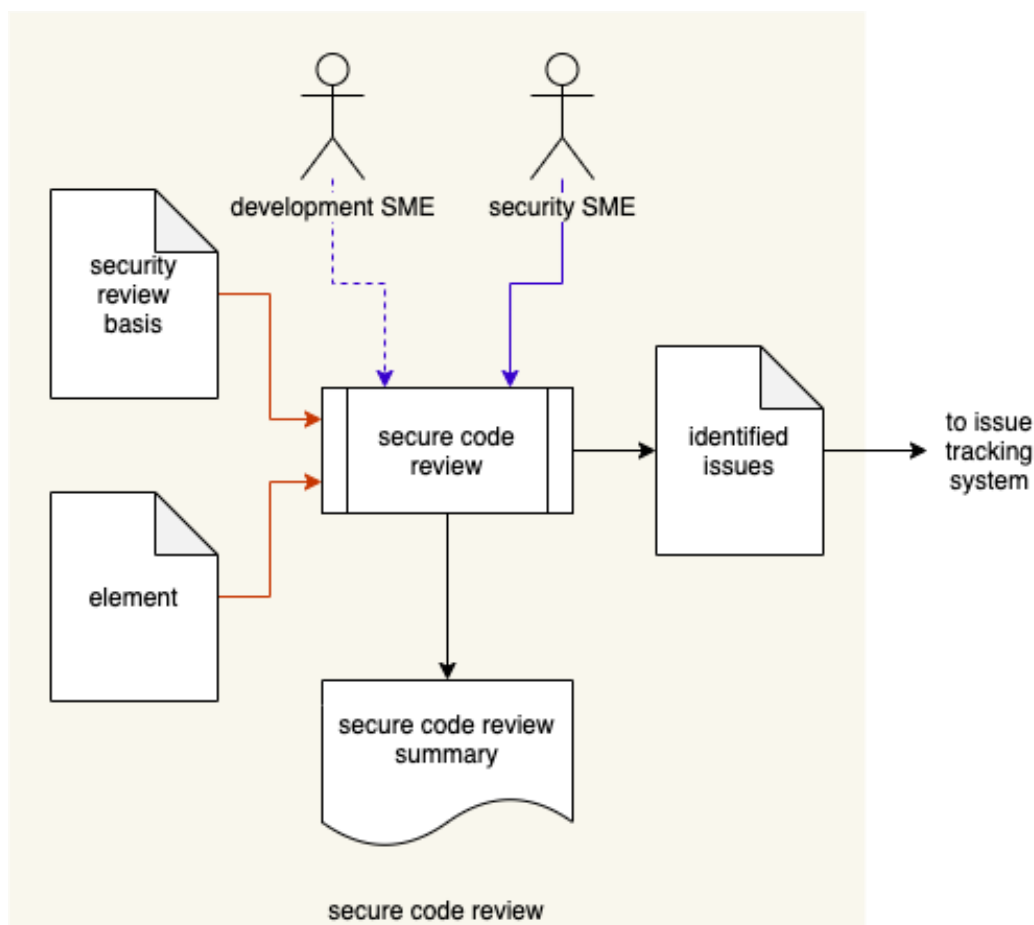 development SME
security SME
security
review
basis
secure code
review
identified
issues
to issue
tracking
system
element
secure code review
summary
secure code review